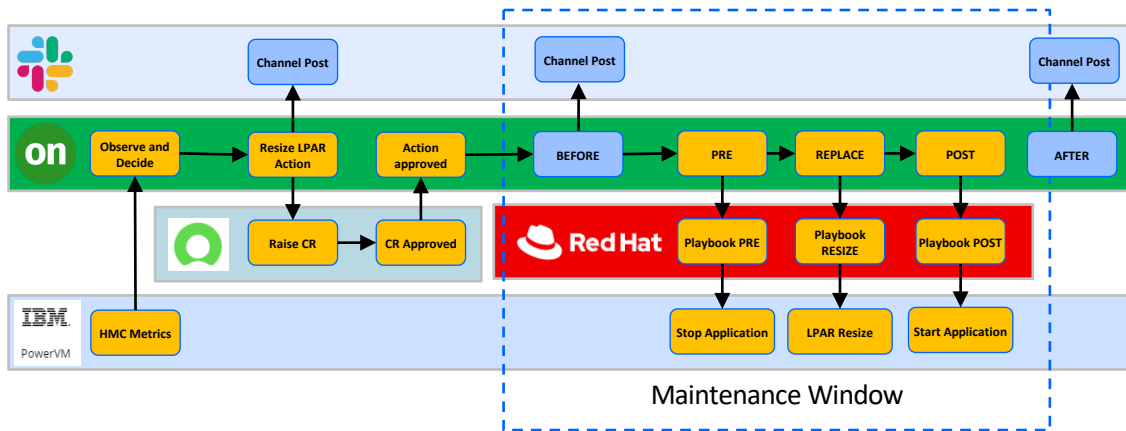 Channel Post
Channel Post
Channel Post
on
Observe and
Decide
Resize LPAR
Action
Action
approved
BEFORE
PRE
REPLACE
POST
AFTER
Raise CR
CR Approved
Red Hat
Playbook PRE
Playbook
RESIZE
Playbook POST
IBM.
PowerVM
HMC Metrics
Stop Application
LPAR Resize
Start Application
Maintenance Window